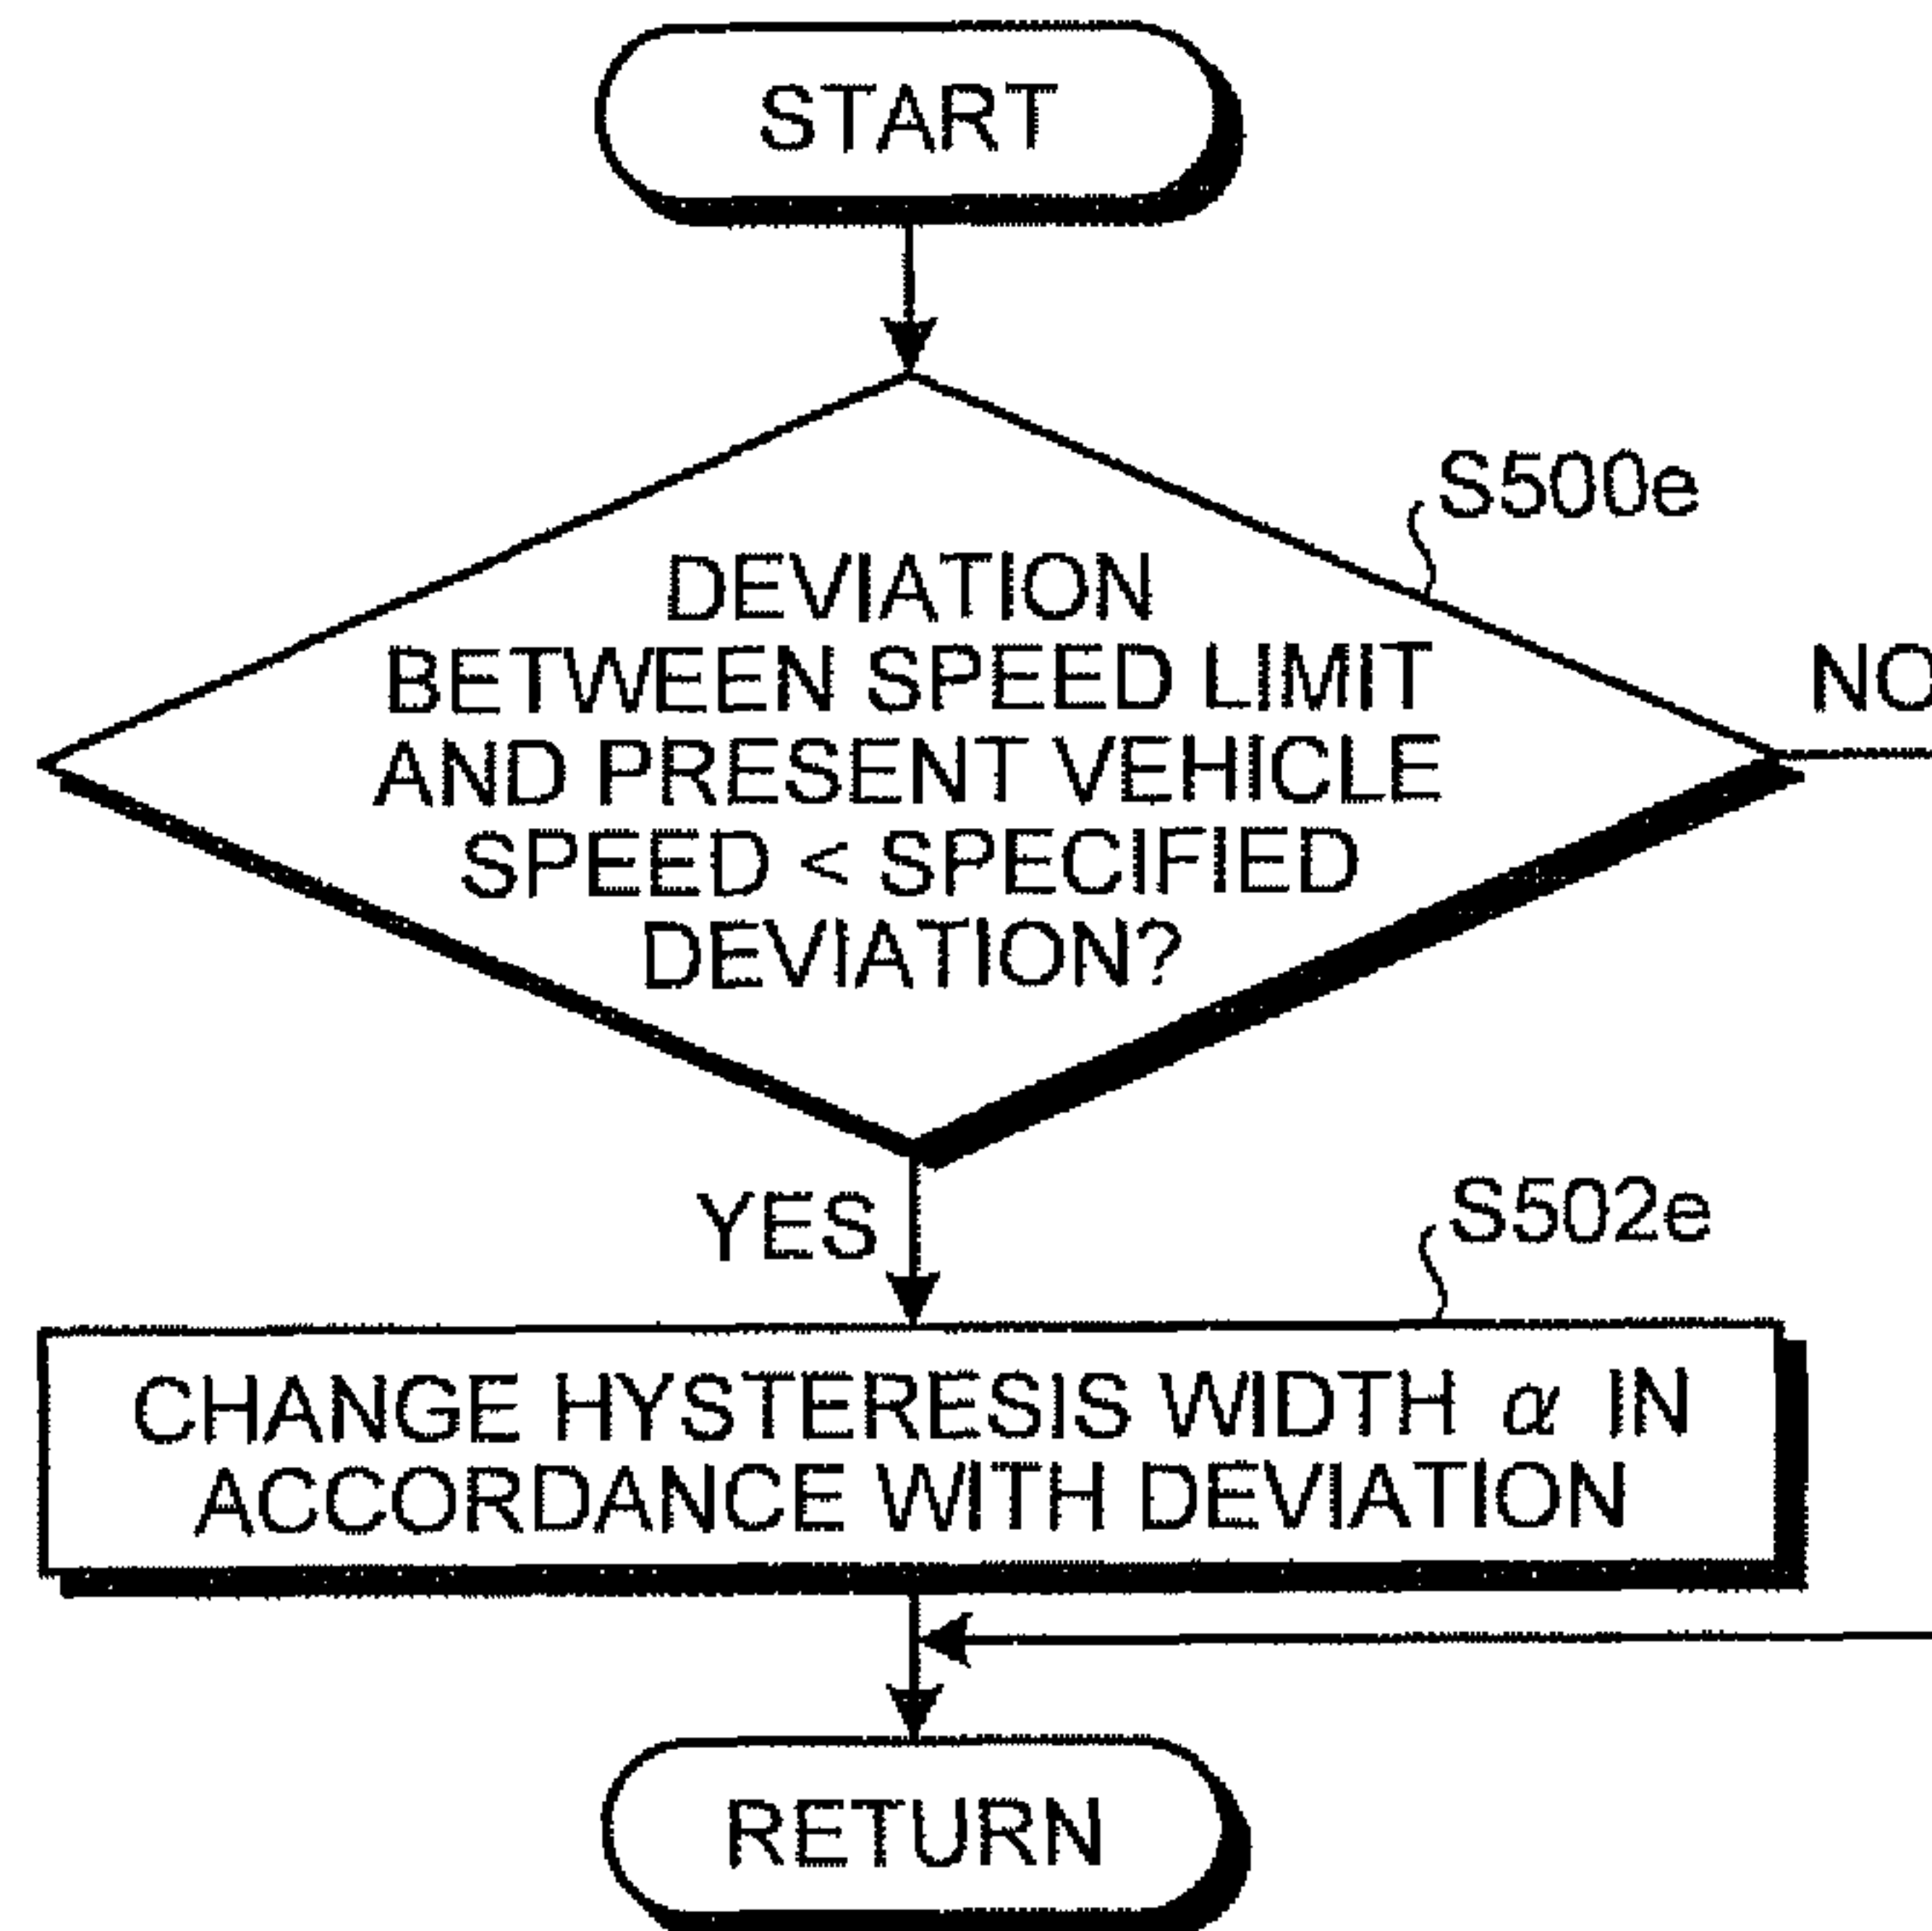 START
S500e
DEVIATION
BETWEEN SPEED LIMIT
AND PRESENT VEHICLE
SPEED < SPECIFIED
DEVIATION?
NO
YES
S502e
CHANGE HYSTERESIS WIDTH α IN
ACCORDANCE WITH DEVIATION
RETURN